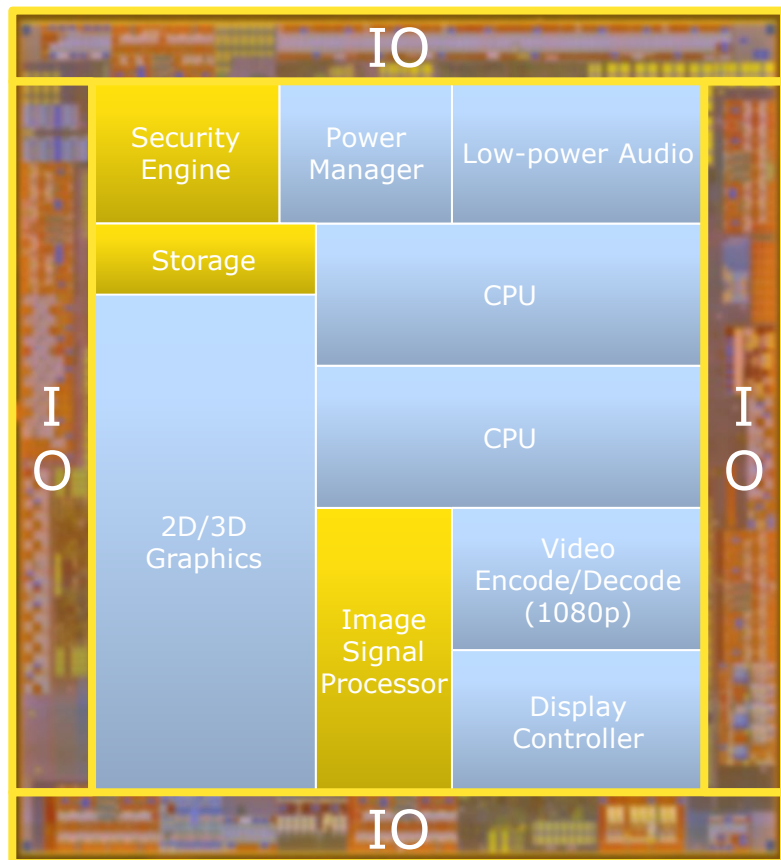 IO
Security
Engine
Power
Manager
Low-power Audio
Storage
CPU
I
O
I
O
CPU
2D/3D
Graphics
Video
Encode/Decode
(1080p)
Image
Signal
Processor
Display
Controller
IO